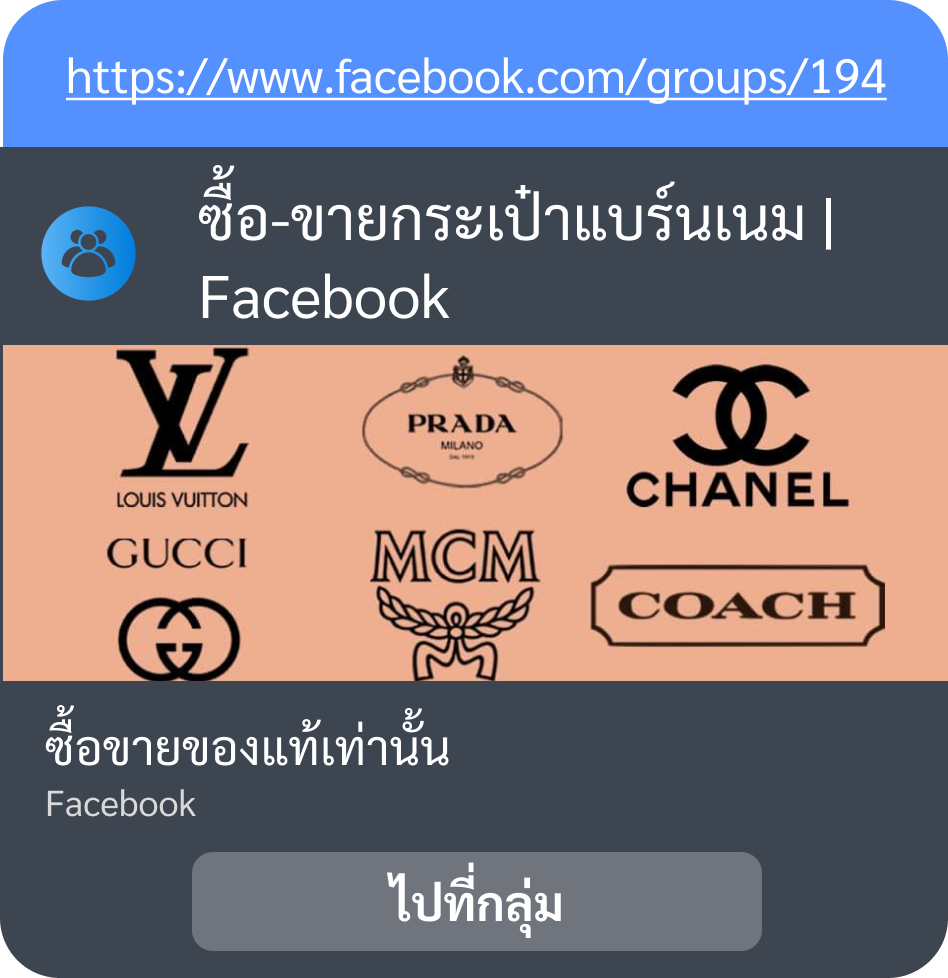 https://www.facebook.com/groups/194
ซื้อ-ขายกระเป๋าแบร์นเนม |
Facebook
LOUIS VUITTON
PRADA
MILANO
DAL 1913
CHANEL
GUCCI
MCM
COACH
ซื้อขายของแท้เท่านั้น
Facebook
ไปที่กลุ่ม